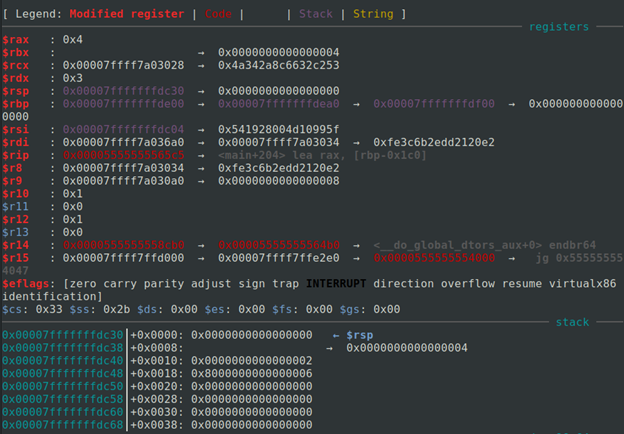 [ Legend: Modified register | Code | | Stack | String ]
registers
$rax : 0x4
$rbx : → 0x0000000000000004
$rcx : 0x00007ffff7a03028 → 0x4a342a8c6632c253
$rdx : 0x3
$rsp : 0x00007fffffffdc30 → 0x0000000000000000
$rbp : 0x00007fffffffde00 → 0x00007fffffffdea0 → 0x00007fffffffdf00 → 0x000000000000
0000
$rsi : 0x00007fffffffdc04 → 0x541928004d10995f
$rdi : 0x00007ffff7a036a0 → 0x00007ffff7a03034 → 0xfe3c6b2edd2120e2
$rip : 0x00005555555565c5 → <main+204> lea rax, [rbp-0x1c0]
$r8 : 0x00007ffff7a03034 → 0xfe3c6b2edd2120e2
$r9 : 0x00007ffff7a030a0 → 0x0000000000000008
$r10 : 0x1
$r11 : 0x0
$r12 : 0x1
$r13 : 0x0
$r14 : 0x0000555555558cb0 → 0x00005555555564b0 → <__do_global_dtors_aux+0> endbr64
$r15 : 0x00007ffff7ffd000 → 0x00007ffff7ffe2e0 → 0x0000555555554000 → jg 0x55555555
4047
$eflags: [zero carry parity adjust sign trap INTERRUPT direction overflow resume virtualx86
identification]
$cs: 0x33 $ss: 0x2b $ds: 0x00 $es: 0x00 $fs: 0x00 $gs: 0x00
stack
0x00007fffffffdc30│+0x0000: 0x0000000000000000 ← $rsp
0x00007fffffffdc38│+0x0008: → 0x0000000000000004
0x00007fffffffdc40│+0x0010: 0x0000000000000002
0x00007fffffffdc48│+0x0018: 0x8000000000000006
0x00007fffffffdc50│+0x0020: 0x0000000000000000
0x00007fffffffdc58│+0x0028: 0x0000000000000000
0x00007fffffffdc60│+0x0030: 0x0000000000000000
0x00007fffffffdc68│+0x0038: 0x0000000000000000